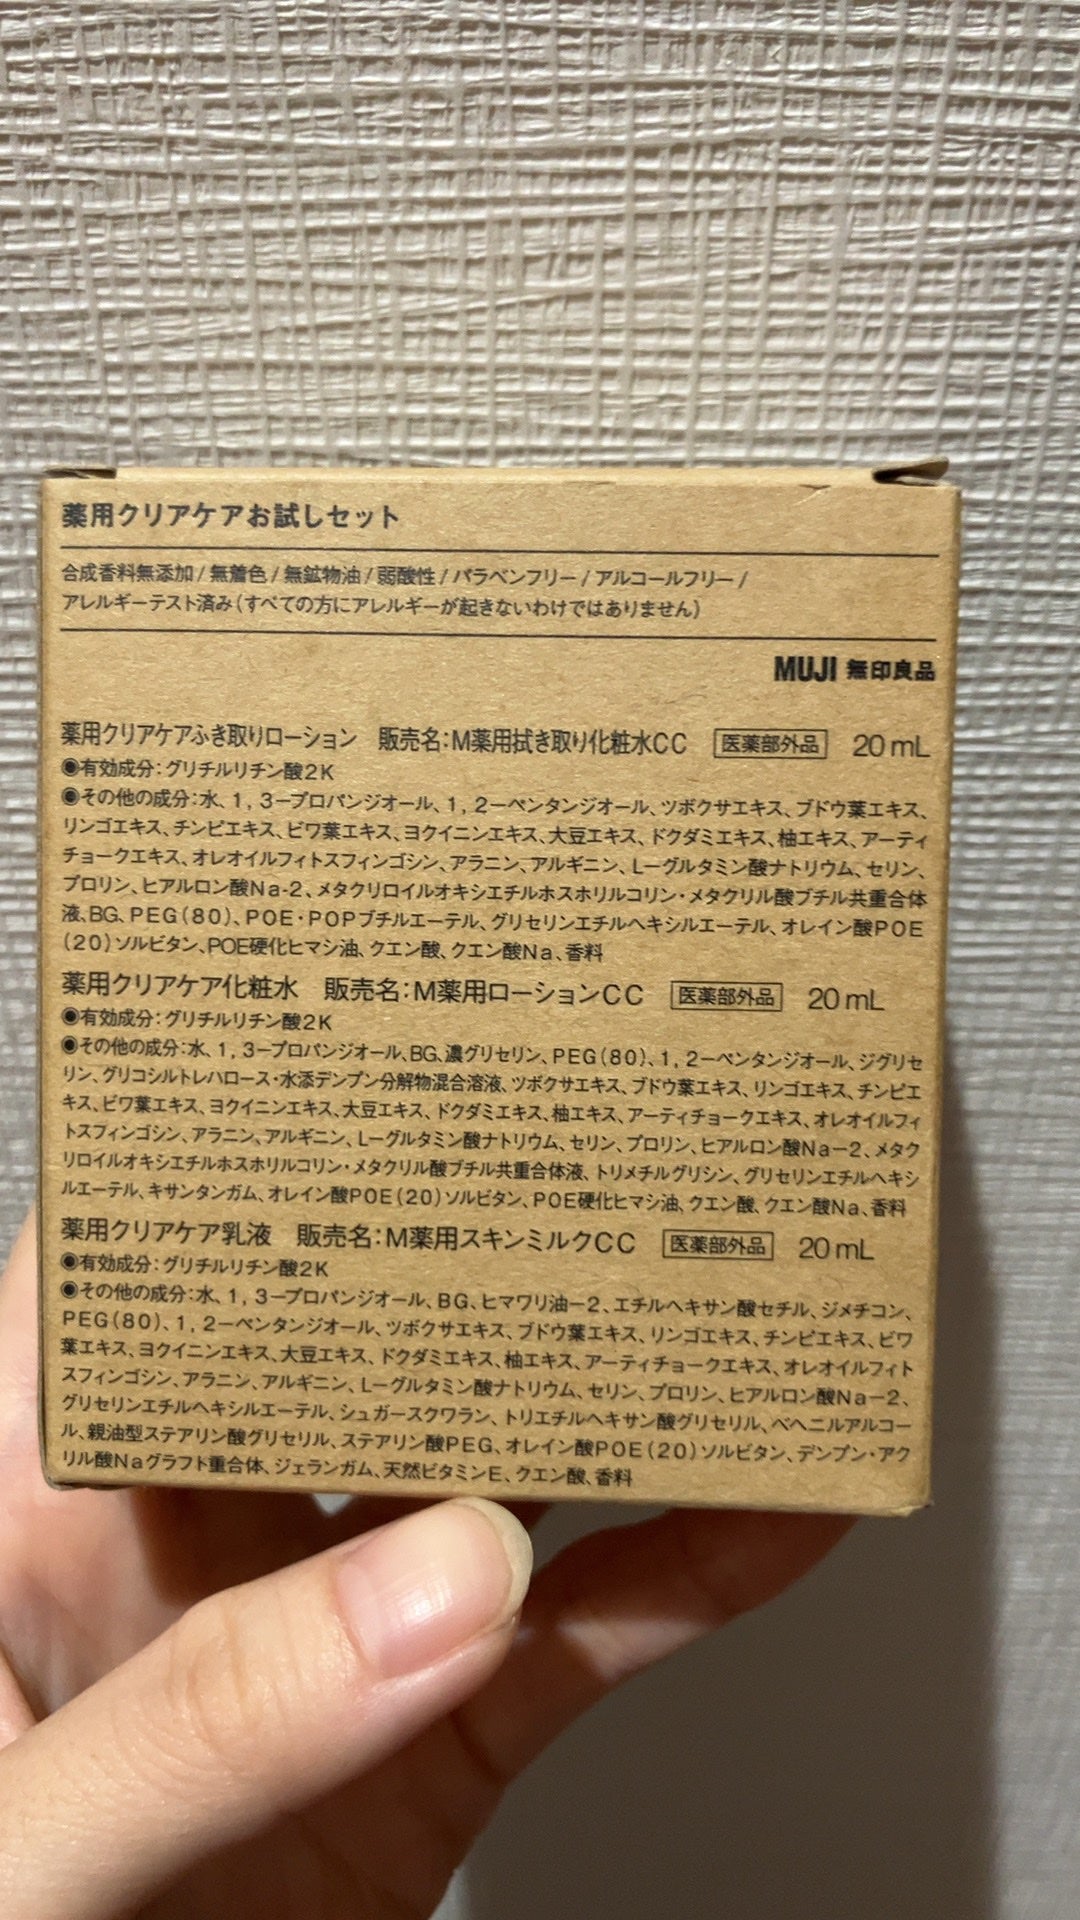 薬用クリアケアお試しセット
合成香料無添加/無着色/無鉱物油/弱酸性/パラベンフリー/アルコールフリー/
アレルギーテスト済み(すべての方にアレルギーが起きないわけではありません)
MUJI 無印良品
薬用クリアケアふき取りローション 販売名:M薬用拭き取り化粧水CC 医薬部外品 20mL
◉有効成分:グリチルリチン酸2K
◉その他の成分:水、1,3−プロパンジオール、1,2−ペンタンジオール、ツボクサエキス、ブドウ葉エキス、
リンゴエキス、チンピエキス、ビワ葉エキス、ヨクイニンエキス、大豆エキス、ドクダミエキス、柚エキス、アーティ
チョークエキス、オレオイルフィトスフィンゴシン、アラニン、アルギニン、L−グルタミン酸ナトリウム、セリン、
プロリン、ヒアルロン酸Na-2、メタクリロイルオキシエチルホスホリルコリン・メタクリル酸ブチル共重合体
液、BG、PEG(80)、POE・POPブチルエーテル、グリセリンエチルヘキシルエーテル、オレイン酸POE
(20)ソルビタン、POE硬化ヒマシ油、クエン酸、クエン酸Na、香料
薬用クリアケア化粧水 販売名:M薬用ローションCC 医薬部外品 20mL
◉有効成分:グリチルリチン酸2K
◉その他の成分:水、1,3−プロパンジオール、BG、濃グリセリン、PEG(80)、1,2−ペンタンジオール、ジグリセ
リン、グリコシルトレハロース・水添デンプン分解物混合溶液、ツボクサエキス、ブドウ葉エキス、リンゴエキス、チンピエ
キス、ビワ葉エキス、ヨクイニンエキス、大豆エキス、ドクダミエキス、柚エキス、アーティチョークエキス、オレオイルフィ
トスフィンゴシン、アラニン、アルギニン、L−グルタミン酸ナトリウム、セリン、プロリン、ヒアルロン酸Na−2、メタク
リロイルオキシエチルホスホリルコリン・メタクリル酸ブチル共重合体液、トリメチルグリシン、グリセリンエチルヘキシ
ルエーテル、キサンタンガム、オレイン酸POE(20)ソルビタン、POE硬化ヒマシ油、クエン酸、クエン酸Na、香料
薬用クリアケア乳液 販売名:M薬用スキンミルクCC 医薬部外品 20mL
◉有効成分:グリチルリチン酸2K
◉その他の成分:水、1,3−プロパンジオール、BG、ヒマワリ油−2、エチルヘキサン酸セチル、ジメチコン、
PEG(80)、1,2−ペンタンジオール、ツボクサエキス、ブドウ葉エキス、リンゴエキス、チンピエキス、ビワ
葉エキス、ヨクイニンエキス、大豆エキス、ドクダミエキス、柚エキス、アーティチョークエキス、オレオイルフィト
スフィンゴシン、アラニン、アルギニン、L−グルタミン酸ナトリウム、セリン、プロリン、ヒアルロン酸Na−2、
グリセリンエチルヘキシルエーテル、シュガースクワラン、トリエチルヘキサン酸グリセリル、ベヘニルアルコー
ル、親油型ステアリン酸グリセリル、ステアリン酸PEG、オレイン酸POE(20)ソルビタン、デンプン・アク
リル酸Naグラフト重合体、ジェランガム、天然ビタミンE、クエン酸、香料